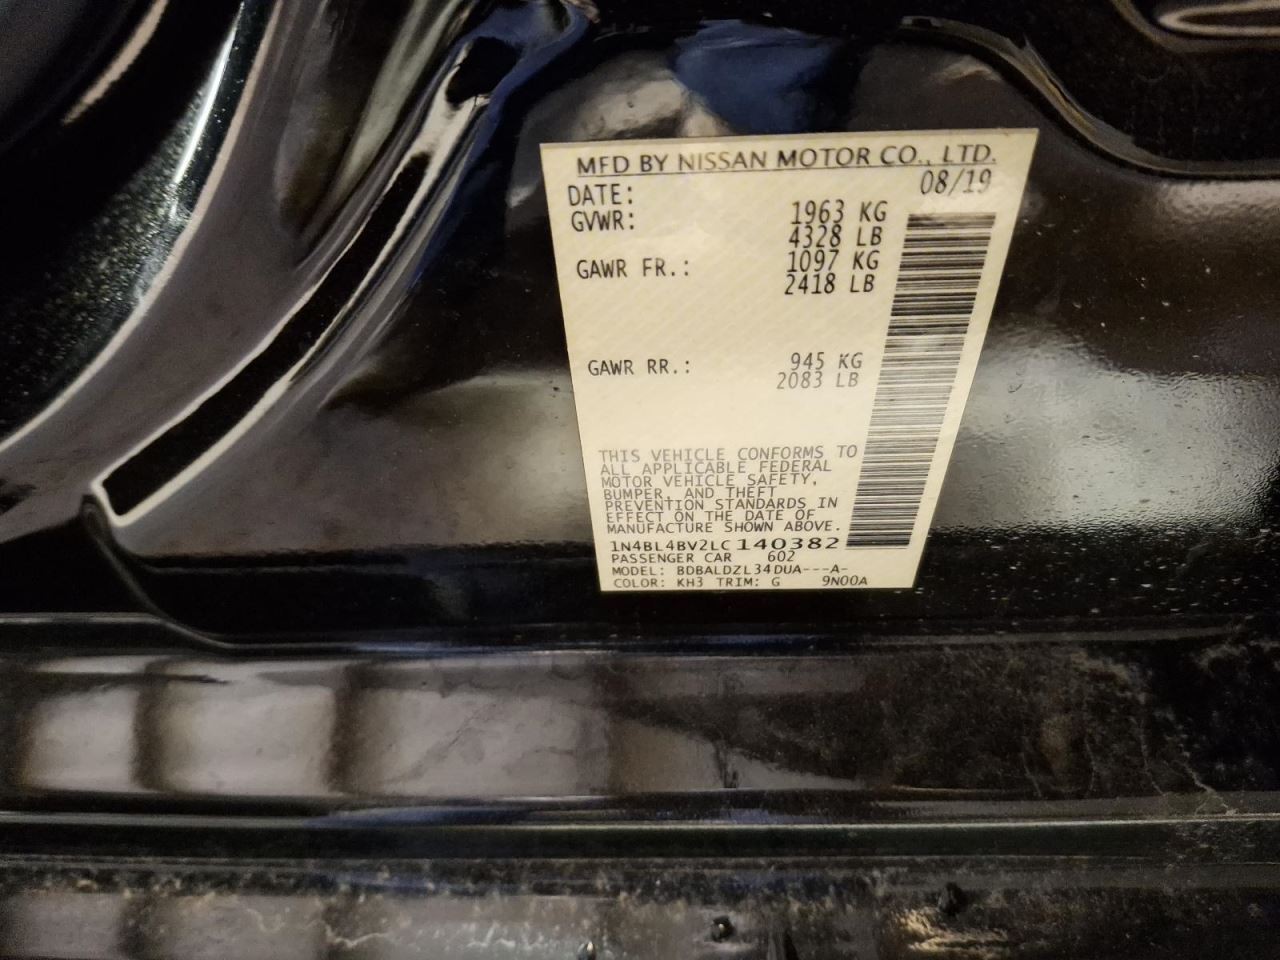 MFD BY NISSAN MOTOR CO., LTD.
DATE: 08/19
GVWR: 1963 KG
4328 LB
GAWR FR.: 1097 KG
2418 LB
GAWR RR.: 945 KG
2083 LB
THIS VEHICLE CONFORMS TO
ALL APPLICABLE FEDERAL
MOTOR VEHICLE SAFETY,
BUMPER, AND THEFT
PREVENTION STANDARDS IN
EFFECT ON THE DATE OF
MANUFACTURE SHOWN ABOVE.
1N4BL4BV2LC140382
PASSENGER CAR 602
MODEL: BDBALDZL34DUA---A-
COLOR: KH3 TRIM: G 9N00A